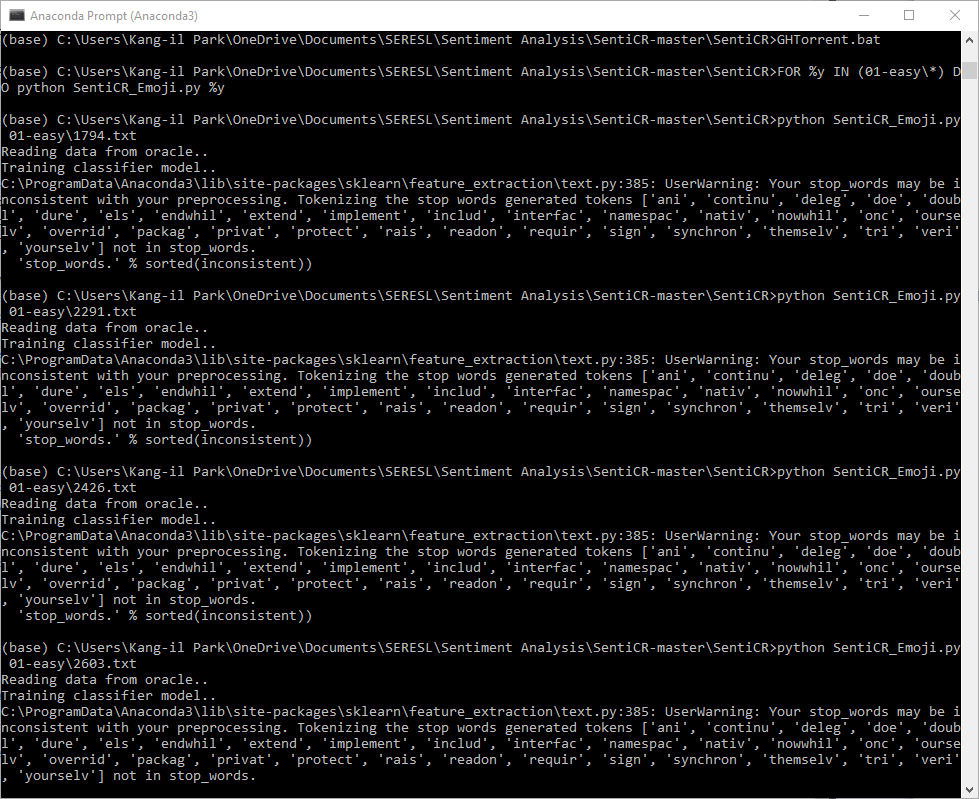 Anaconda Prompt (Anaconda3)
(base) C:\Users\Kang-il Park\OneDrive\Documents\SERESL\Sentiment Analysis\SentiCR-master\SentiCR>GHTorrent.bat
(base) C:\Users\Kang-il Park\OneDrive\Documents\SERESL\Sentiment Analysis\SentiCR-master\SentiCR>FOR %y IN (01-easy\*) D
O python SentiCR_Emoji.py %y
(base) C:\Users\Kang-il Park\OneDrive\Documents\SERESL\Sentiment Analysis\SentiCR-master\SentiCR>python SentiCR_Emoji.py
 01-easy\1794.txt
Reading data from oracle..
Training classifier model..
C:\ProgramData\Anaconda3\lib\site-packages\sklearn\feature_extraction\text.py:385: UserWarning: Your stop_words may be i
nconsistent with your preprocessing. Tokenizing the stop words generated tokens ['ani', 'continu', 'deleg', 'doe', 'doub
l', 'dure', 'els', 'endwhil', 'extend', 'implement', 'includ', 'interfac', 'namespac', 'nativ', 'nowwhil', 'onc', 'ourse
lv', 'overrid', 'packag', 'privat', 'protect', 'rais', 'readon', 'requir', 'sign', 'synchron', 'themselv', 'tri', 'veri'
, 'yourselv'] not in stop_words.
  'stop_words.' % sorted(inconsistent))
(base) C:\Users\Kang-il Park\OneDrive\Documents\SERESL\Sentiment Analysis\SentiCR-master\SentiCR>python SentiCR_Emoji.py
 01-easy\2291.txt
Reading data from oracle..
Training classifier model..
C:\ProgramData\Anaconda3\lib\site-packages\sklearn\feature_extraction\text.py:385: UserWarning: Your stop_words may be i
nconsistent with your preprocessing. Tokenizing the stop words generated tokens ['ani', 'continu', 'deleg', 'doe', 'doub
l', 'dure', 'els', 'endwhil', 'extend', 'implement', 'includ', 'interfac', 'namespac', 'nativ', 'nowwhil', 'onc', 'ourse
lv', 'overrid', 'packag', 'privat', 'protect', 'rais', 'readon', 'requir', 'sign', 'synchron', 'themselv', 'tri', 'veri'
, 'yourselv'] not in stop_words.
  'stop_words.' % sorted(inconsistent))
(base) C:\Users\Kang-il Park\OneDrive\Documents\SERESL\Sentiment Analysis\SentiCR-master\SentiCR>python SentiCR_Emoji.py
 01-easy\2426.txt
Reading data from oracle..
Training classifier model..
C:\ProgramData\Anaconda3\lib\site-packages\sklearn\feature_extraction\text.py:385: UserWarning: Your stop_words may be i
nconsistent with your preprocessing. Tokenizing the stop words generated tokens ['ani', 'continu', 'deleg', 'doe', 'doub
l', 'dure', 'els', 'endwhil', 'extend', 'implement', 'includ', 'interfac', 'namespac', 'nativ', 'nowwhil', 'onc', 'ourse
lv', 'overrid', 'packag', 'privat', 'protect', 'rais', 'readon', 'requir', 'sign', 'synchron', 'themselv', 'tri', 'veri'
, 'yourselv'] not in stop_words.
  'stop_words.' % sorted(inconsistent))
(base) C:\Users\Kang-il Park\OneDrive\Documents\SERESL\Sentiment Analysis\SentiCR-master\SentiCR>python SentiCR_Emoji.py
 01-easy\2603.txt
Reading data from oracle..
Training classifier model..
C:\ProgramData\Anaconda3\lib\site-packages\sklearn\feature_extraction\text.py:385: UserWarning: Your stop_words may be i
nconsistent with your preprocessing. Tokenizing the stop words generated tokens ['ani', 'continu', 'deleg', 'doe', 'doub
l', 'dure', 'els', 'endwhil', 'extend', 'implement', 'includ', 'interfac', 'namespac', 'nativ', 'nowwhil', 'onc', 'ourse
lv', 'overrid', 'packag', 'privat', 'protect', 'rais', 'readon', 'requir', 'sign', 'synchron', 'themselv', 'tri', 'veri'
, 'yourselv'] not in stop_words.